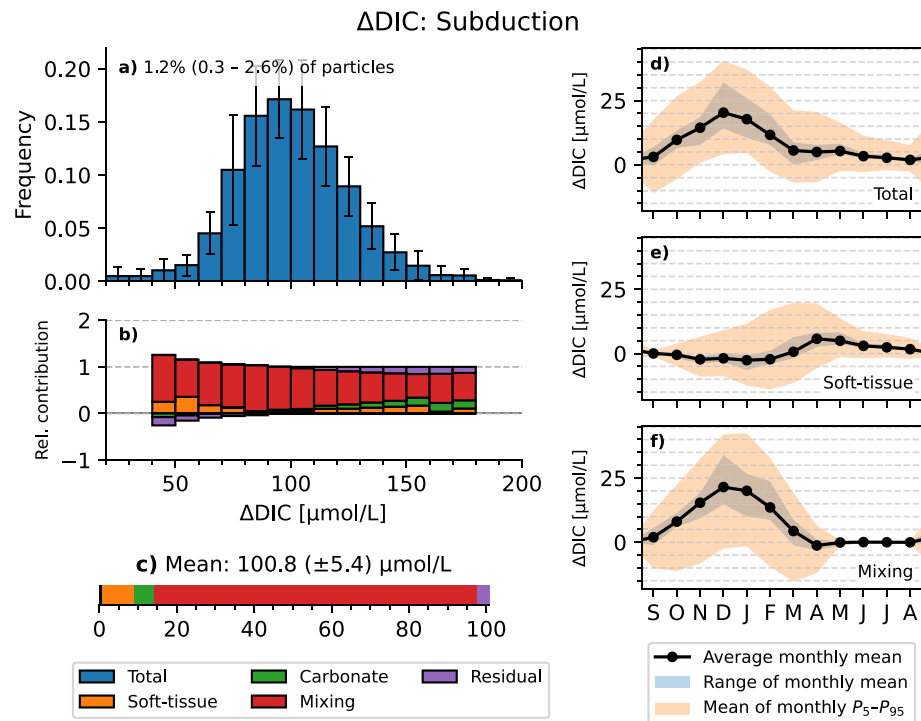 ΔDIC: Subduction
a) 1.2% (0.3 – 2.6%) of particles
0.20
0.15
0.10
0.05
0.00
Frequency
b)
2
1
0
−1
Rel. contribution
50
100
150
200
ΔDIC [μmol/L]
c) Mean: 100.8 (±5.4) μmol/L
0
20
40
60
80
100
Total
Soft-tissue
Carbonate
Mixing
Residual
d)
25
0
ΔDIC [μmol/L]
Total
e)
25
0
ΔDIC [μmol/L]
Soft-tissue
f)
25
0
ΔDIC [μmol/L]
Mixing
S O N D J F M A M J J A
Average monthly mean
Range of monthly mean
Mean of monthly P5–P95